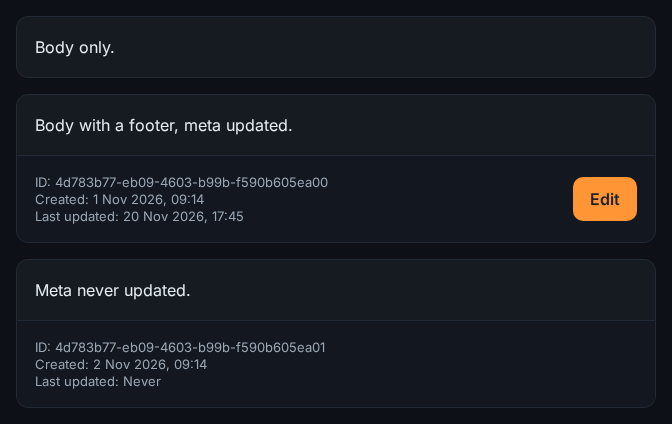 Body only.
Body with a footer, meta updated.
ID: 4d783b77-eb09-4603-b99b-f590b605ea00
Created: 1 Nov 2026, 09:14
Last updated: 20 Nov 2026, 17:45
Edit
Meta never updated.
ID: 4d783b77-eb09-4603-b99b-f590b605ea01
Created: 2 Nov 2026, 09:14
Last updated: Never